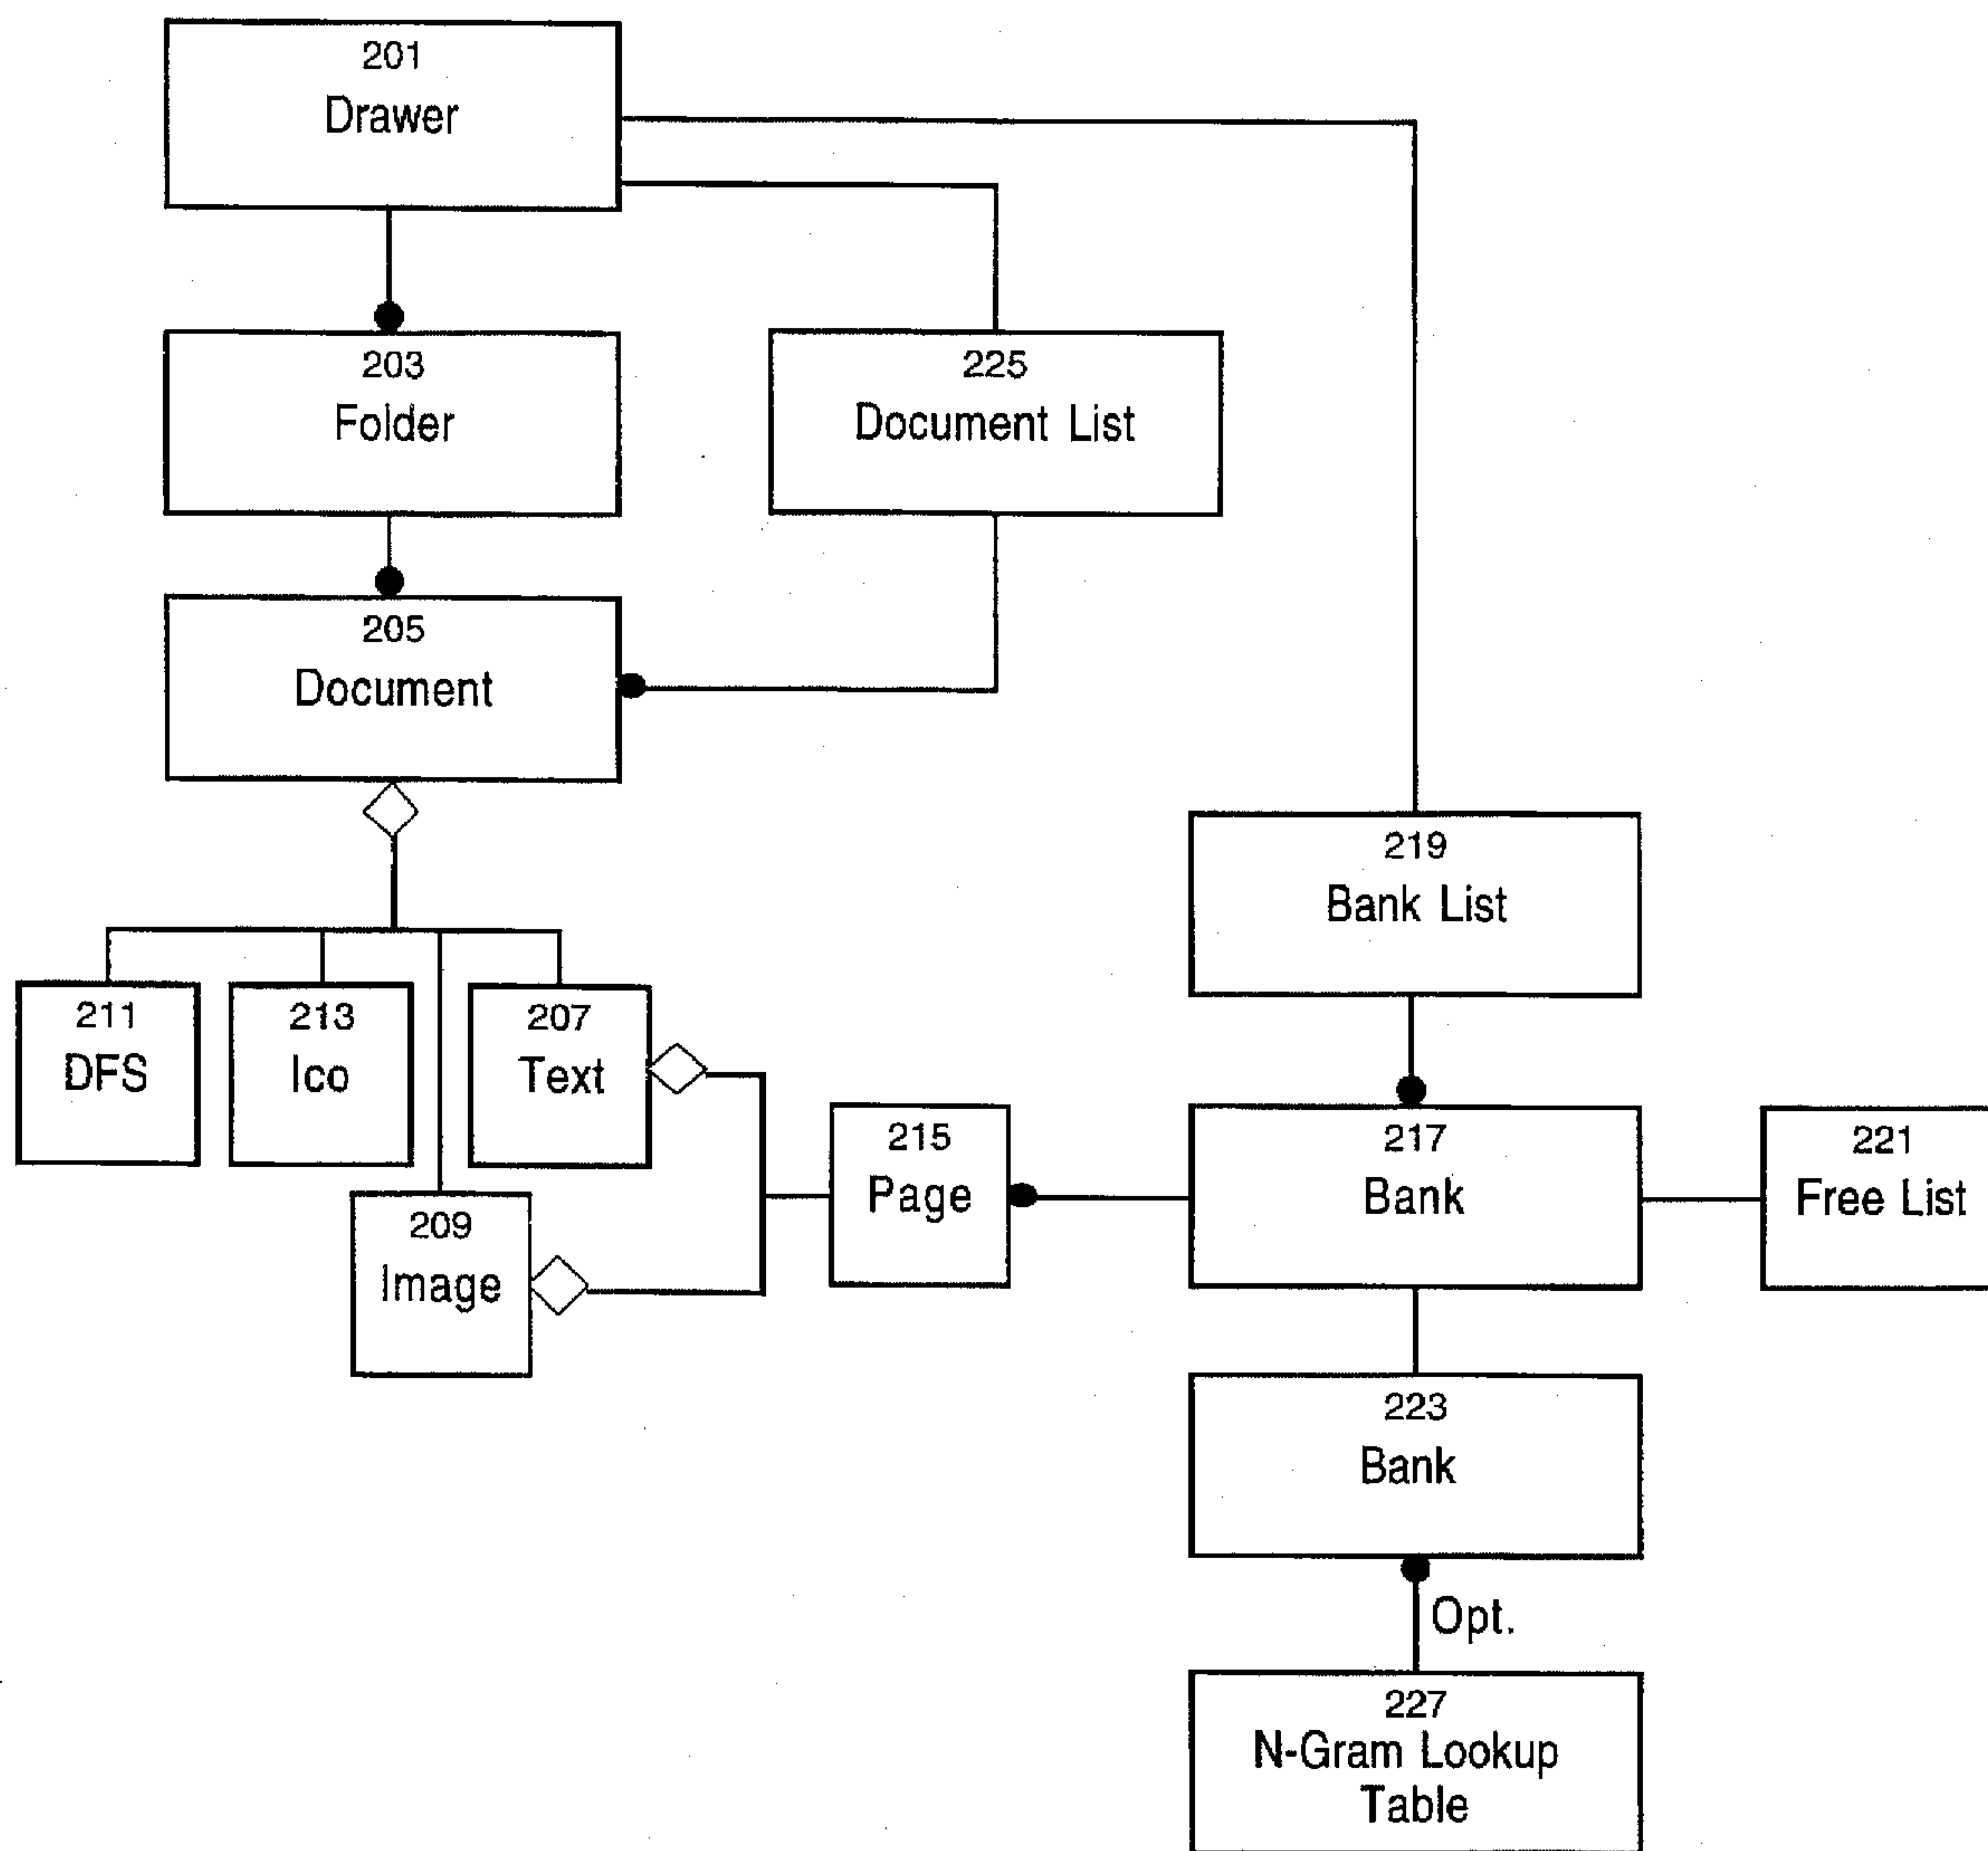 201
Drawer
203
Folder
225
Document List
205
Document
219
Bank List
211
DFS
213
Ico
207
Text
215
Page
217
Bank
221
Free List
209
Image
223
Bank
Opt.
227
N-Gram Lookup
Table